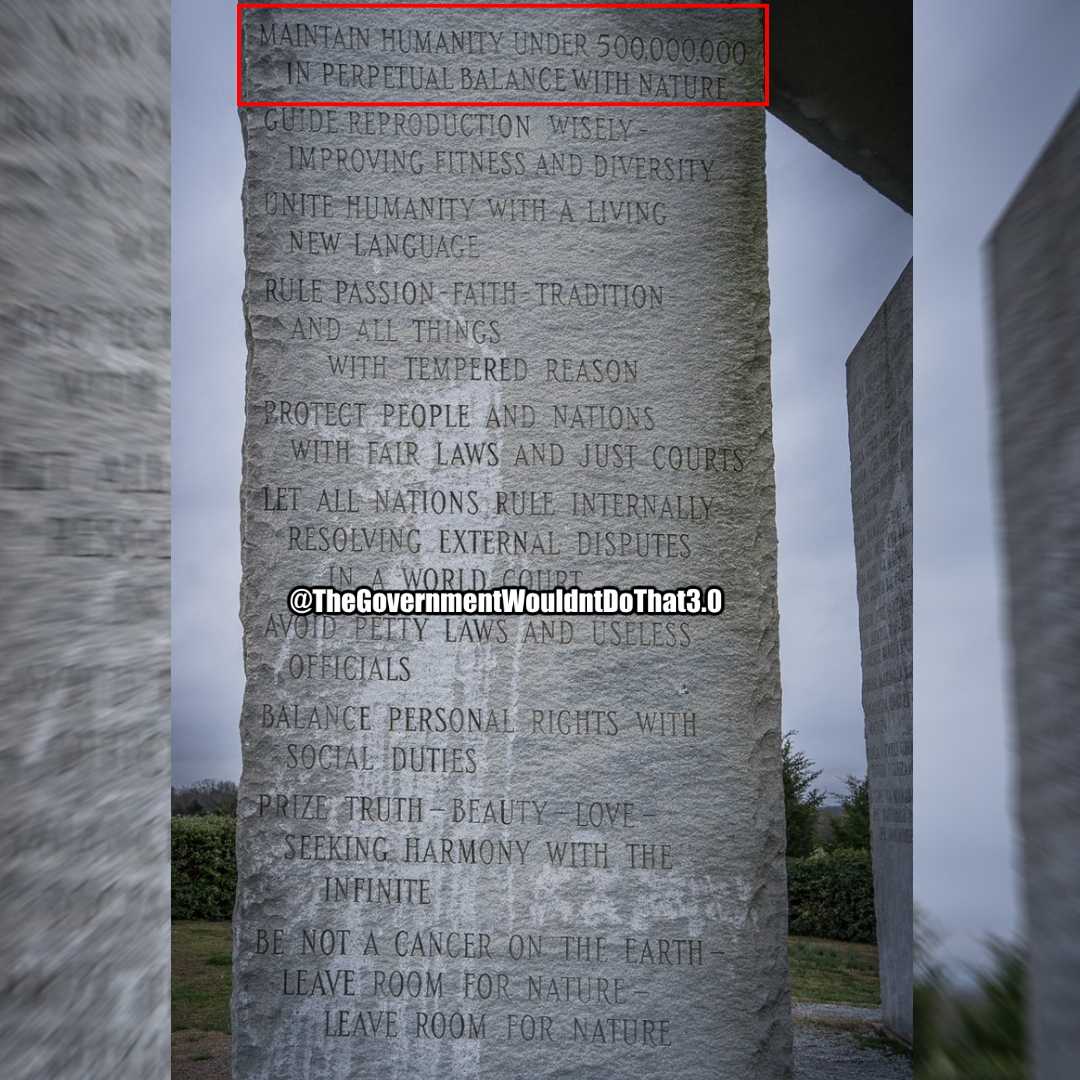 MAINTAIN HUMANITY UNDER 500,000,000
IN PERPETUAL BALANCE WITH NATURE
GUIDE REPRODUCTION WISELY—
IMPROVING FITNESS AND DIVERSITY
UNITE HUMANITY WITH A LIVING
NEW LANGUAGE
RULE PASSION—FAITH—TRADITION
AND ALL THINGS
WITH TEMPERED REASON
PROTECT PEOPLE AND NATIONS
WITH FAIR LAWS AND JUST COURTS
LET ALL NATIONS RULE INTERNALLY
RESOLVING EXTERNAL DISPUTES
IN A WORLD COURT
@TheGovernmentWouldntDoThat3.0
AVOID PETTY LAWS AND USELESS
OFFICIALS
BALANCE PERSONAL RIGHTS WITH
SOCIAL DUTIES
PRIZE TRUTH—BEAUTY—LOVE—
SEEKING HARMONY WITH THE
INFINITE
BE NOT A CANCER ON THE EARTH—
LEAVE ROOM FOR NATURE—
LEAVE ROOM FOR NATURE